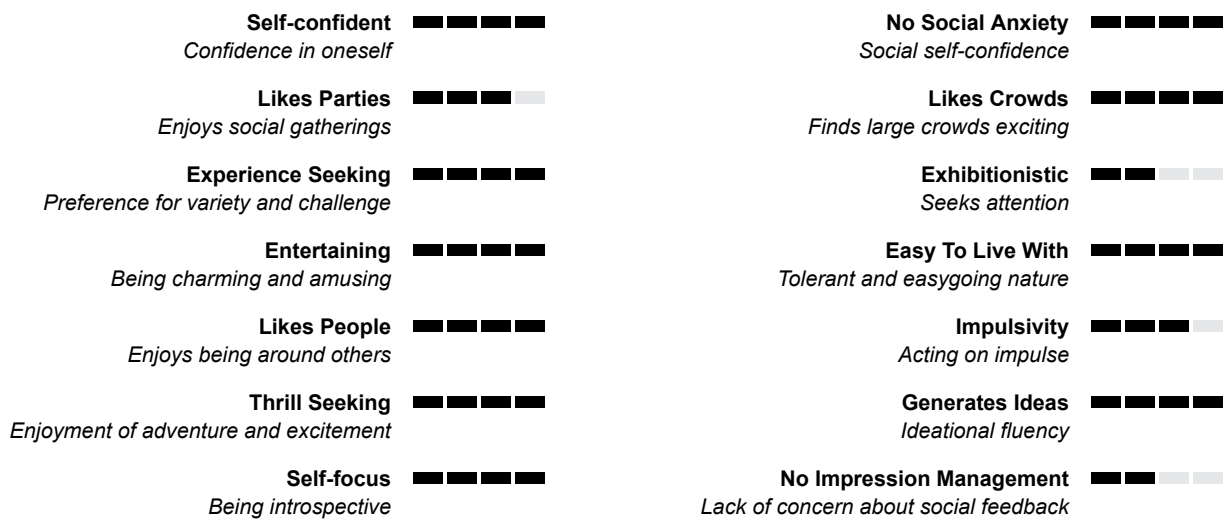 Self-confident
Confidence in oneself
Likes Parties
Enjoys social gatherings
Experience Seeking
Preference for variety and challenge
Entertaining
Being charming and amusing
Likes People
Enjoys being around others
Thrill Seeking
Enjoyment of adventure and excitement
Self-focus
Being introspective
No Social Anxiety
Social self-confidence
Likes Crowds
Finds large crowds exciting
Exhibitionistic
Seeks attention
Easy To Live With
Tolerant and easygoing nature
Impulsivity
Acting on impulse
Generates Ideas
Ideational fluency
No Impression Management
Lack of concern about social feedback